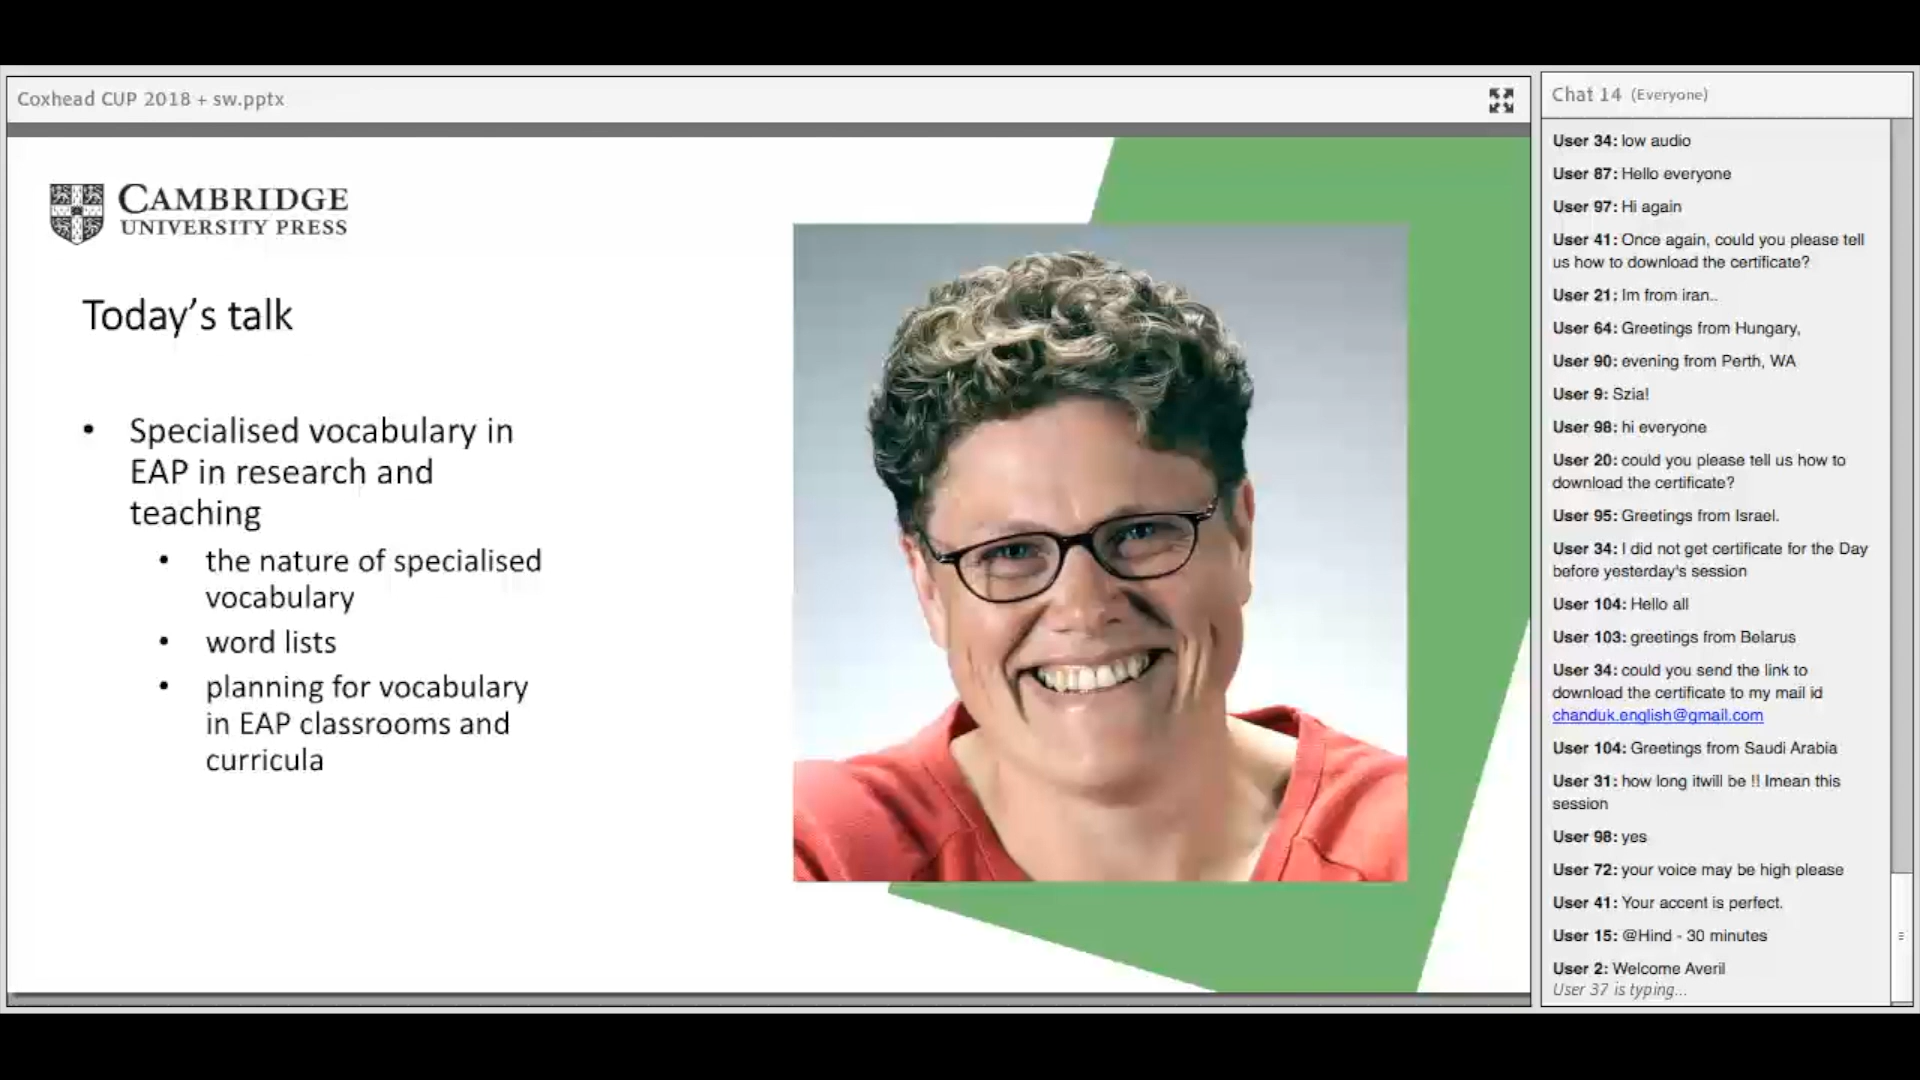 Coxhead CUP 2018 + sw.pptx
CAMBRIDGE
UNIVERSITY PRESS
Today's talk
• Specialised vocabulary in
EAP in research and
teaching
• the nature of specialised
vocabulary
• word lists
• planning for vocabulary
in EAP classrooms and
curricula
Chat 14 (Everyone)
User 34: low audio
User 87: Hello everyone
User 97: Hi again
User 41: Once again, could you please tell
us how to download the certificate?
User 21: Im from iran..
User 64: Greetings from Hungary,
User 90: evening from Perth, WA
User 9: Szia!
User 98: hi everyone
User 20: could you please tell us how to
download the certificate?
User 95: Greetings from Israel.
User 34: I did not get certificate for the Day
before yesterday's session
User 104: Hello all
User 103: greetings from Belarus
User 34: could you send the link to
download the certificate to my mail id
chanduk.english@gmail.com
User 104: Greetings from Saudi Arabia
User 31: how long itwill be !! Imean this
session
User 98: yes
User 72: your voice may be high please
User 41: Your accent is perfect.
User 15: @Hind - 30 minutes
User 2: Welcome Averil
User 37 is typing...